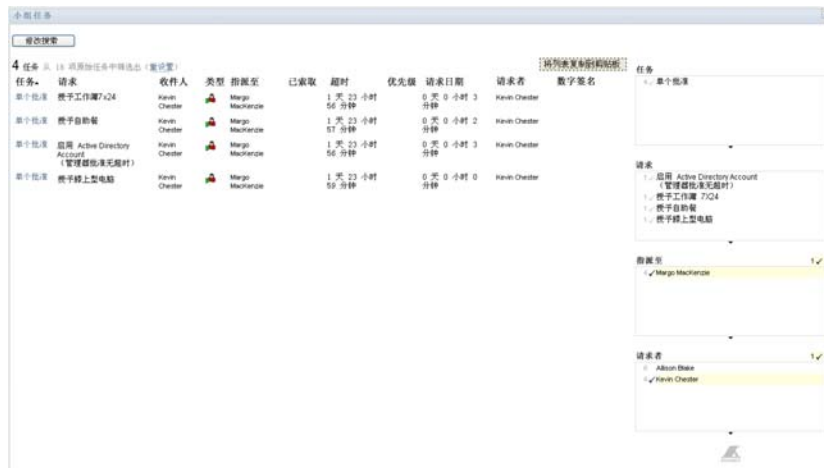 小组任务
修改搜索
4 任务 从 18 项原始任务中筛选出（重设置）
将列表复制到剪贴板
任务 请求 收件人 类型 指派至 已索取 超时 优先级 请求日期 请求者 数字签名
单个批准 授予工作簿7x24 Kevin Chester Margo MacKenzie 1 天 23 小时 56 分钟 0 天 0 小时 3 分钟 Kevin Chester
单个批准 授予自助餐 Kevin Chester Margo MacKenzie 1 天 23 小时 57 分钟 0 天 0 小时 2 分钟 Kevin Chester
单个批准 启用 Active Directory Account （管理器批准无超时） Kevin Chester Margo MacKenzie 1 天 23 小时 56 分钟 0 天 0 小时 3 分钟 Kevin Chester
单个批准 授予膝上型电脑 Kevin Chester Margo MacKenzie 1 天 23 小时 59 分钟 0 天 0 小时 0 分钟 Kevin Chester
任务
4 单个批准
请求
1 启用 Active Directory Account
（管理器批准无超时）
1 授予工作簿 7X24
1 授予自助餐
1 授予膝上型电脑
指派至 1
4 Margo MacKenzie
请求者 1
0 Allison Blake
4 Kevin Chester